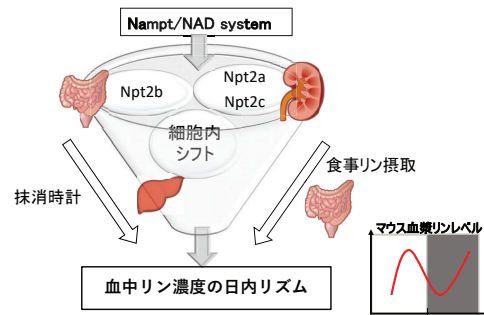 Nampt/NAD system
Npt2b
Npt2a
Npt2c
細胞内
シフト
抹消時計
食事リン摂取
血中リン濃度の日内リズム
マウス血漿リンレベル